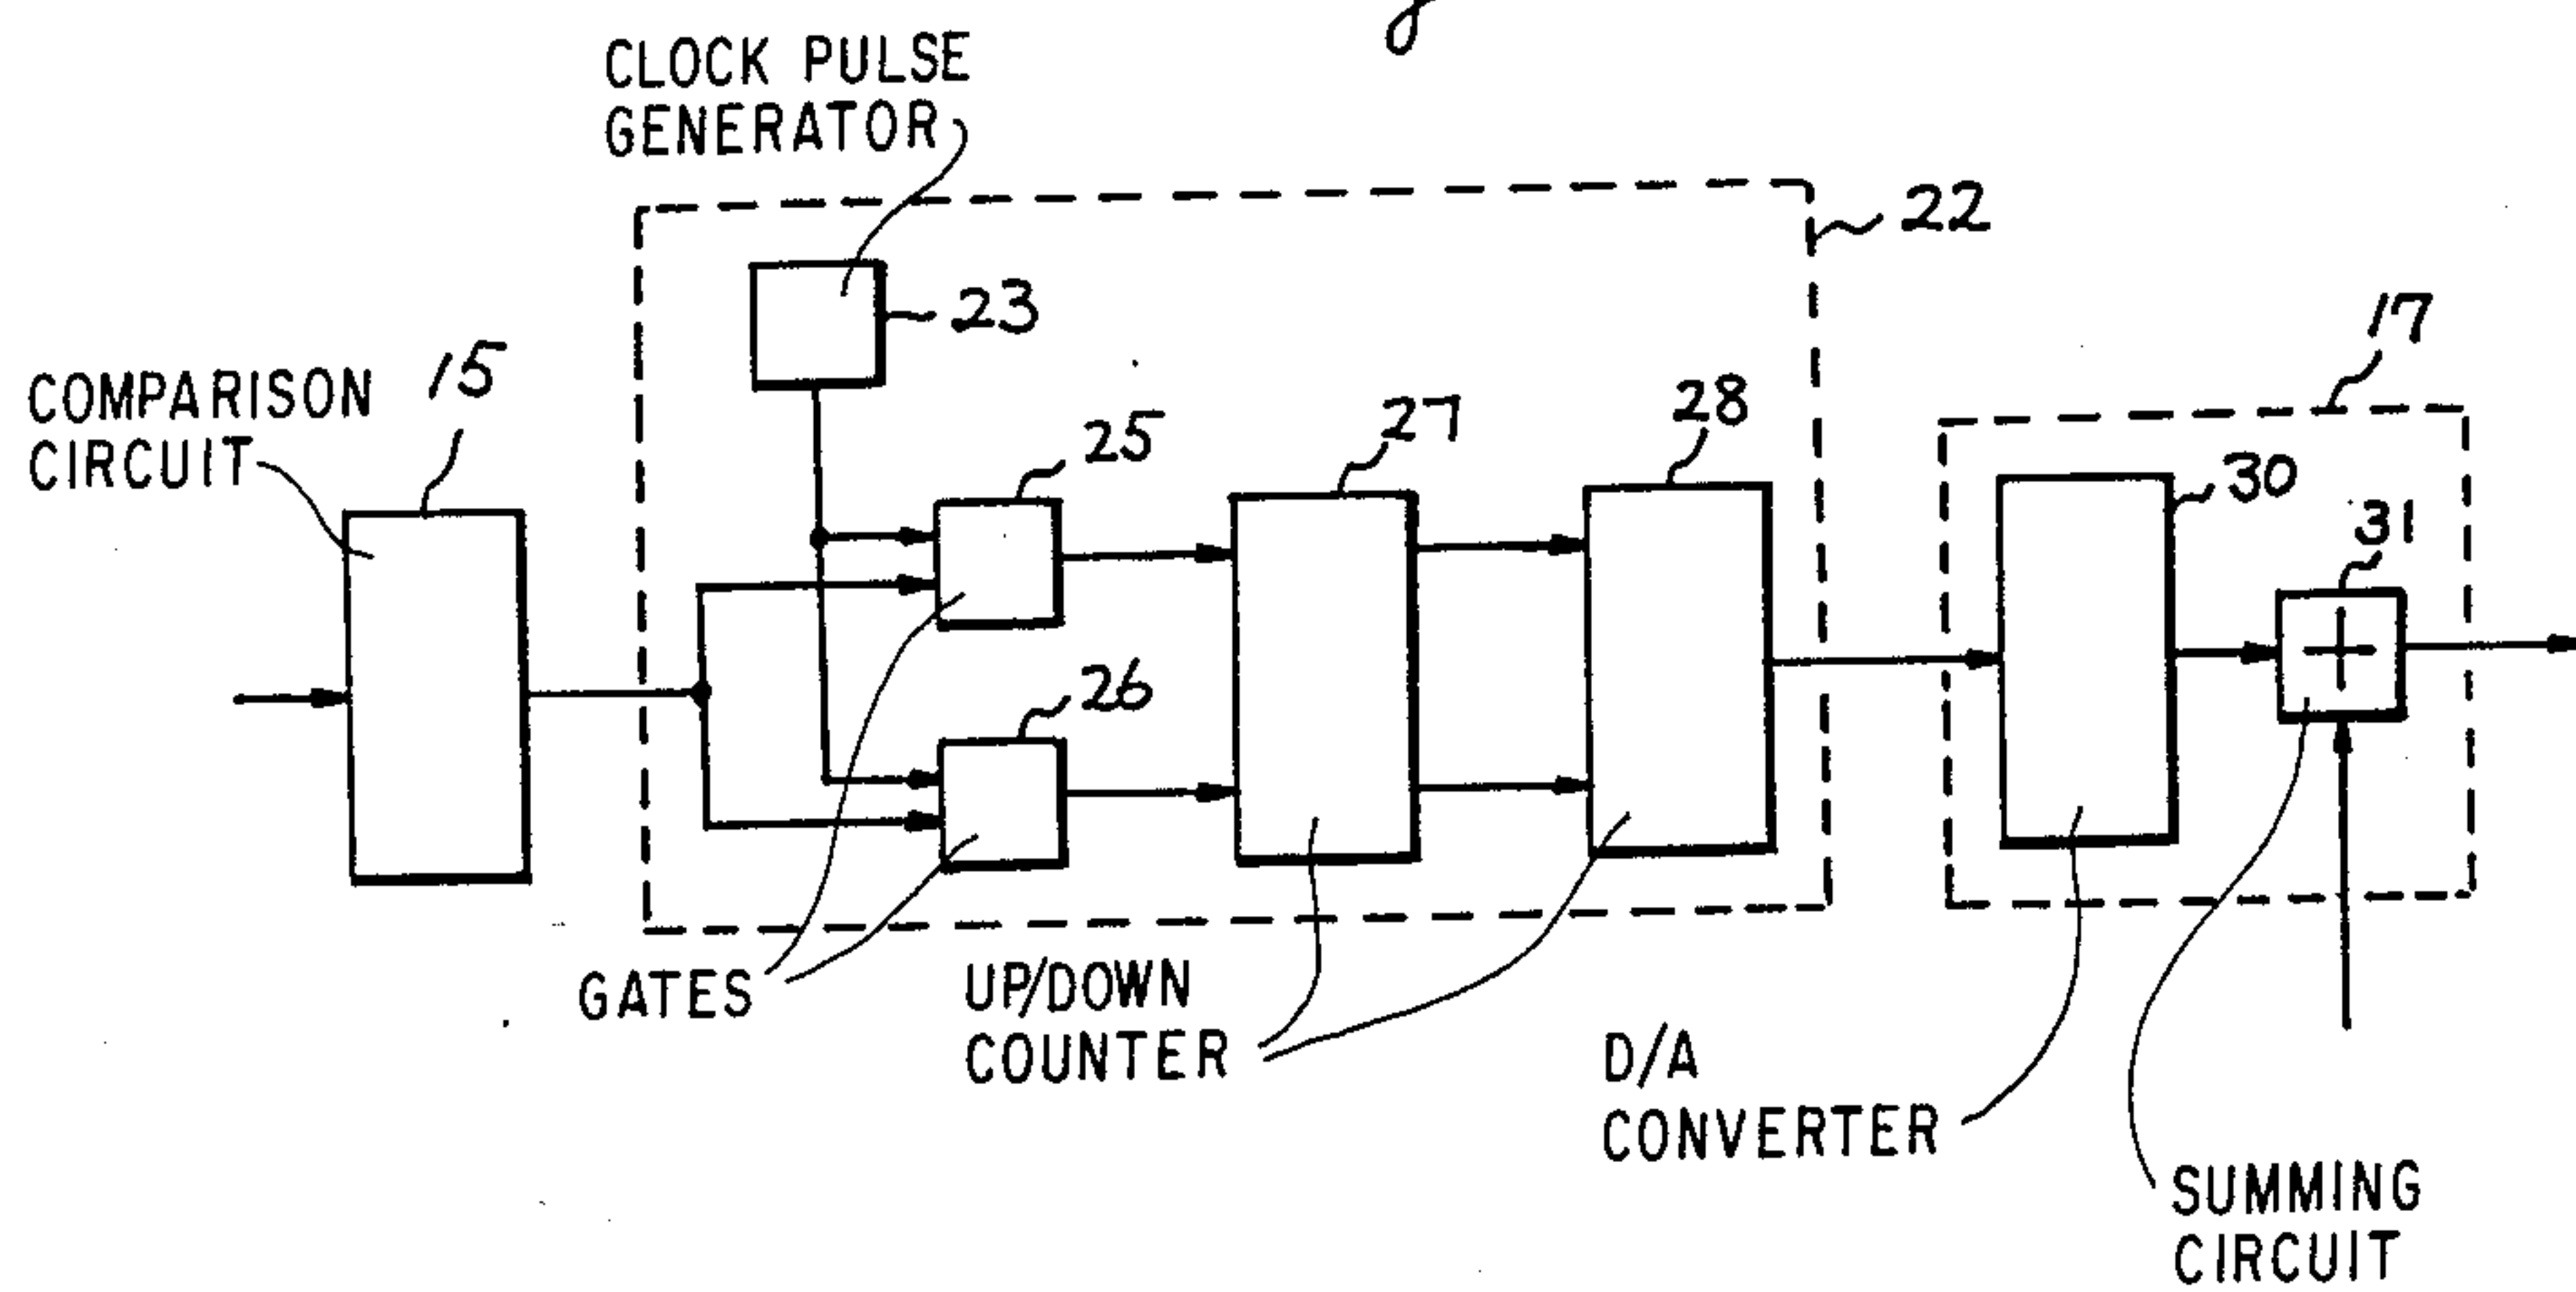 CLOCK PULSE
GENERATOR
22
23
17
COMPARISON
CIRCUIT
15
25
27
28
30
31
26
GATES
UP/DOWN
COUNTER
D/A
CONVERTER
SUMMING
CIRCUIT